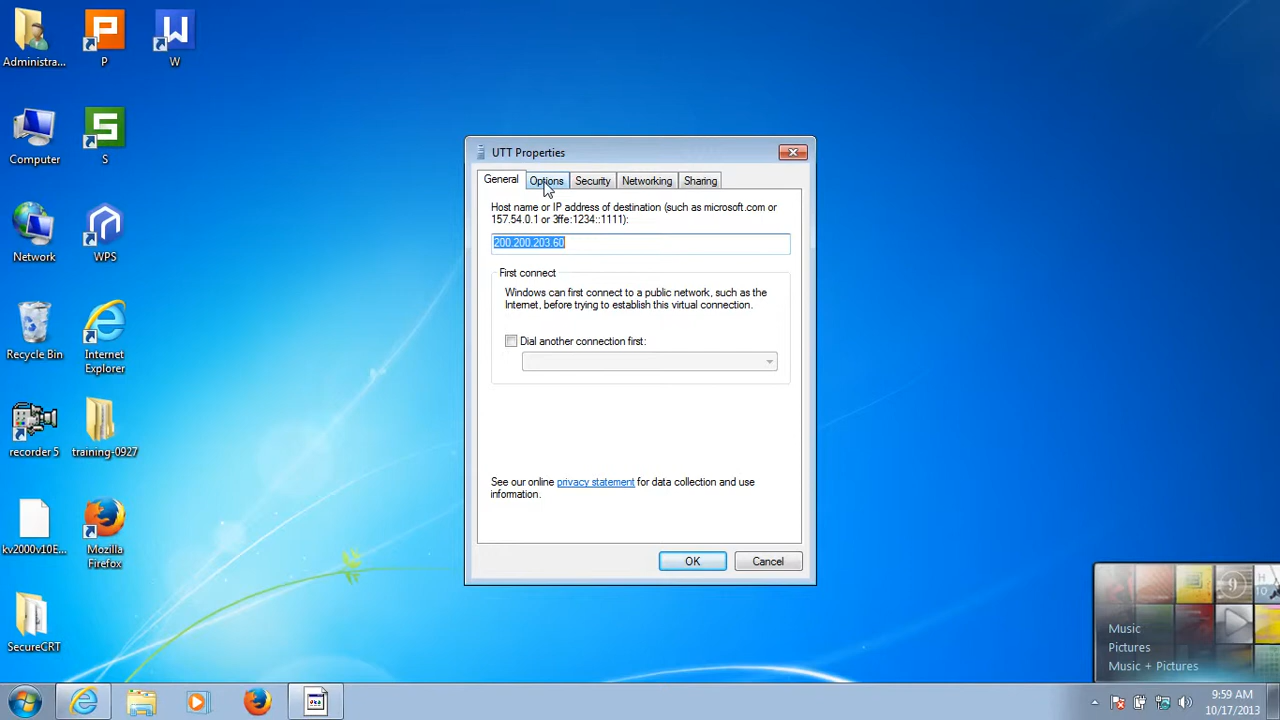 Administra...
P
W
Computer
S
Network
WPS
Recycle Bin
Internet
Explorer
recorder 5
training-0927
kv2000v10E...
Mozilla
Firefox
SecureCRT
UTT Properties
General
Options
Security
Networking
Sharing
Host name or IP address of destination (such as microsoft.com or
157.54.0.1 or 3ffe:1234::1111):
200.200.203.60
First connect
Windows can first connect to a public network, such as the
Internet, before trying to establish this virtual connection.
Dial another connection first:
See our online privacy statement for data collection and use
information.
OK
Cancel
Music
Pictures
Music + Pictures
9:59 AM
10/17/2013